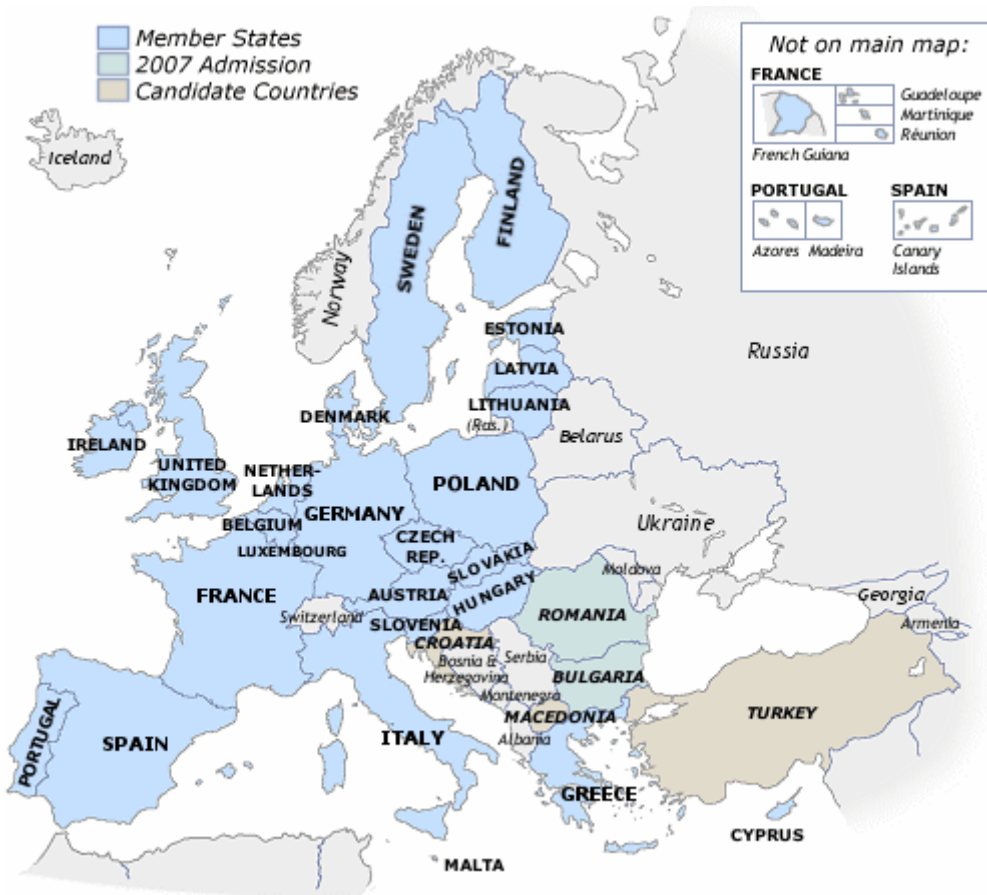 Member States
2007 Admission
Candidate Countries
Not on main map:
FRANCE
Guadeloupe
Martinique
Réunion
French Guiana
PORTUGAL
SPAIN
Azores
Madeira
Canary
Islands
Iceland
Norway
SWEDEN
FINLAND
Russia
ESTONIA
LATVIA
LITHUANIA
(Ras.)
DENMARK
Belarus
IRELAND
UNITED
KINGDOM
NETHER-
LANDS
POLAND
BELGIUM
GERMANY
LUXEMBOURG
CZECH
REP.
Ukraine
SLOVAKIA
FRANCE
AUSTRIA
HUNGARY
Moldova
Switzerland
SLOVENIA
ROMANIA
Georgia
Armenia
CROATIA
Bosnia &
Herzegovina
Serbia
BULGARIA
Montenegro
MACEDONIA
Albania
TURKEY
PORTUGAL
SPAIN
ITALY
GREECE
CYPRUS
MALTA